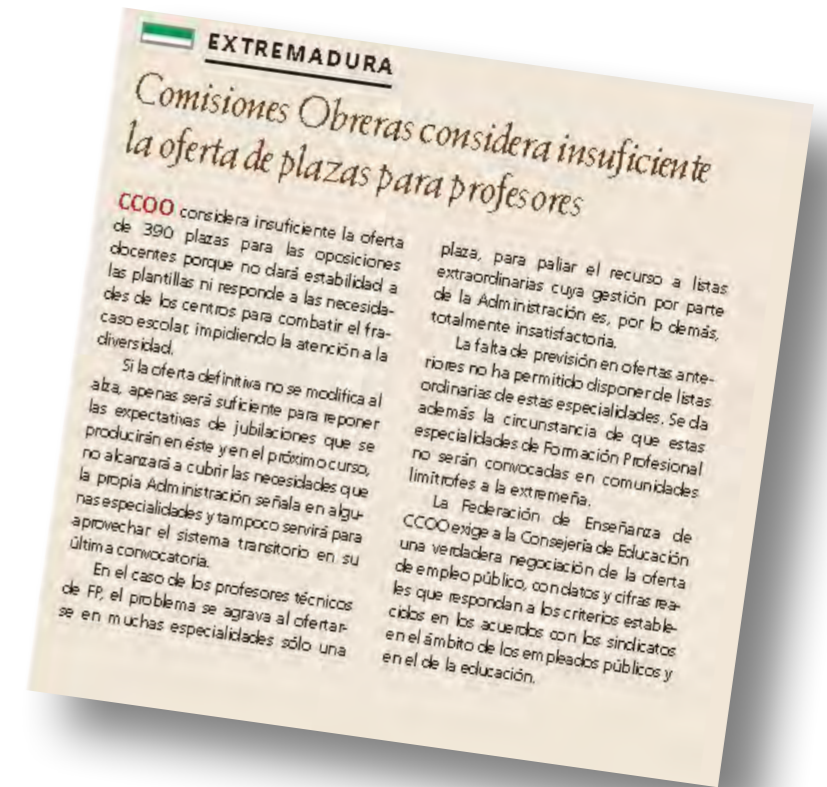 EXTREMADURA
Comisiones Obreras considera insuficiente
la oferta de plazas para profesores
CCOO considera insuficiente la oferta
de 390 plazas para las oposiciones
docentes porque no dará estabilidad a
las plantillas ni responde a las necesida-
des de los centros para combatir el fra-
caso escolar, impidiendo la atención a la
diversidad.
Si la oferta definitiva no se modifica al
alza, apenas será suficiente para reponer
las expectativas de jubilaciones que se
producirán en éste y en el próximo curso,
no alcanzará a cubrir las necesidades que
la propia Administración señala en algu-
nas especialidades y tampoco servirá para
aprovechar el sistema transitorio en su
última convocatoria.
En el caso de los profesores técnicos
de FP, el problema se agrava al ofertar-
se en muchas especialidades sólo una
plaza, para paliar el recurso a listas
extraordinarias cuya gestión por parte
de la Administración es, por lo demás,
totalmente insatisfactoria.
La falta de previsión en ofertas ante-
riores no ha permitido disponer de listas
ordinarias de estas especialidades. Se da
además la circunstancia de que estas
especialidades de Formación Profesional
no serán convocadas en comunidades
limítrofes a la extremeña.
La Federación de Enseñanza de
CCOO exige a la Consejería de Educación
una verdadera negociación de la oferta
de empleo público, con datos y cifras rea-
les que respondan a los criterios estable-
cidos en los acuerdos con los sindicatos
en el ámbito de los empleados públicos y
en el de la educación.